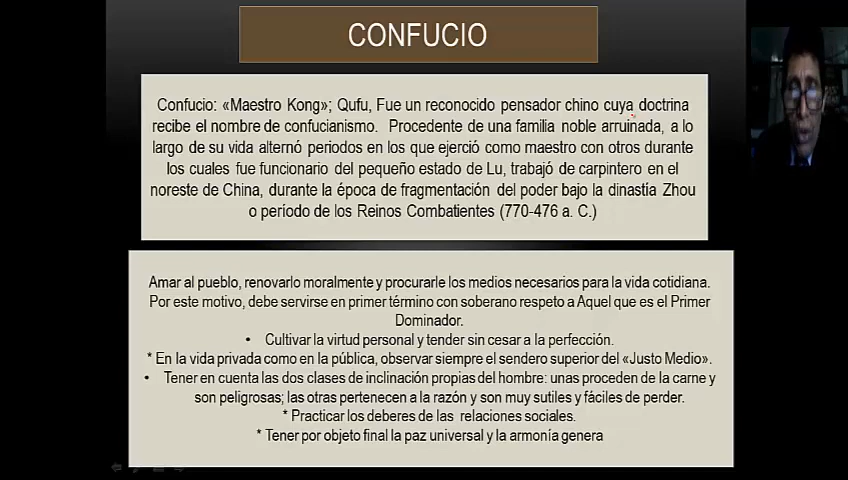 CONFUCIO
Confucio: «Maestro Kong»; Qufu, Fue un reconocido pensador chino cuya doctrina
recibe el nombre de confucianismo. Procedente de una familia noble arruinada, a lo
largo de su vida alternó periodos en los que ejerció como maestro con otros durante
los cuales fue funcionario del pequeño estado de Lu, trabajó de carpintero en el
noreste de China, durante la época de fragmentación del poder bajo la dinastía Zhou
o período de los Reinos Combatientes (770-476 a. C.)
Amar al pueblo, renovarlo moralmente y procurarle los medios necesarios para la vida cotidiana.
Por este motivo, debe servirse en primer término con soberano respeto a Aquel que es el Primer
Dominador.
• Cultivar la virtud personal y tender sin cesar a la perfección.
* En la vida privada como en la pública, observar siempre el sendero superior del «Justo Medio».
• Tener en cuenta las dos clases de inclinación propias del hombre: unas proceden de la carne y
son peligrosas; las otras pertenecen a la razón y son muy sutiles y fáciles de perder.
* Practicar los deberes de las relaciones sociales.
* Tener por objeto final la paz universal y la armonía genera